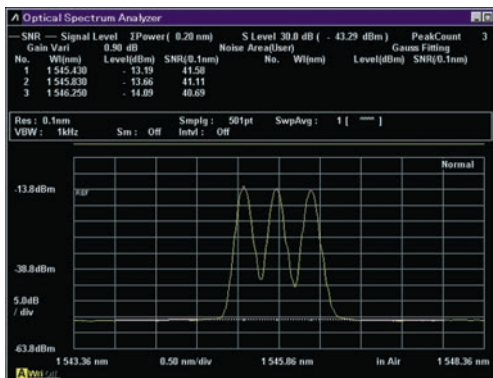 Optical Spectrum Analyzer
SNR — Signal Level ΣPower( 0.20 nm) S Level 30.0 dB ( - 43.29 dBm ) PeakCount 3
Gain Vari 0.90 dB Noise Area(User) Gauss Fitting
No. Wl(nm) Level(dBm) SNR(/0.1nm) No. Wl(nm) Level(dBm) SNR(/0.1nm)
1 1 545.430 - 13.19 41.58
2 1 545.830 - 13.66 41.11
3 1 546.250 - 14.09 40.69
Res : 0.1nm Smplg : 501pt SwpAvg : 1 [ ]
VBW : 1kHz Sm : Off Intvl : Off
Normal
-13.8dBm
REF
-38.8dBm
5.0dB
/ div
-63.8dBm
1 543.36 nm 0.50 nm/div 1 545.86 nm in Air 1 548.36 nm
A Wri